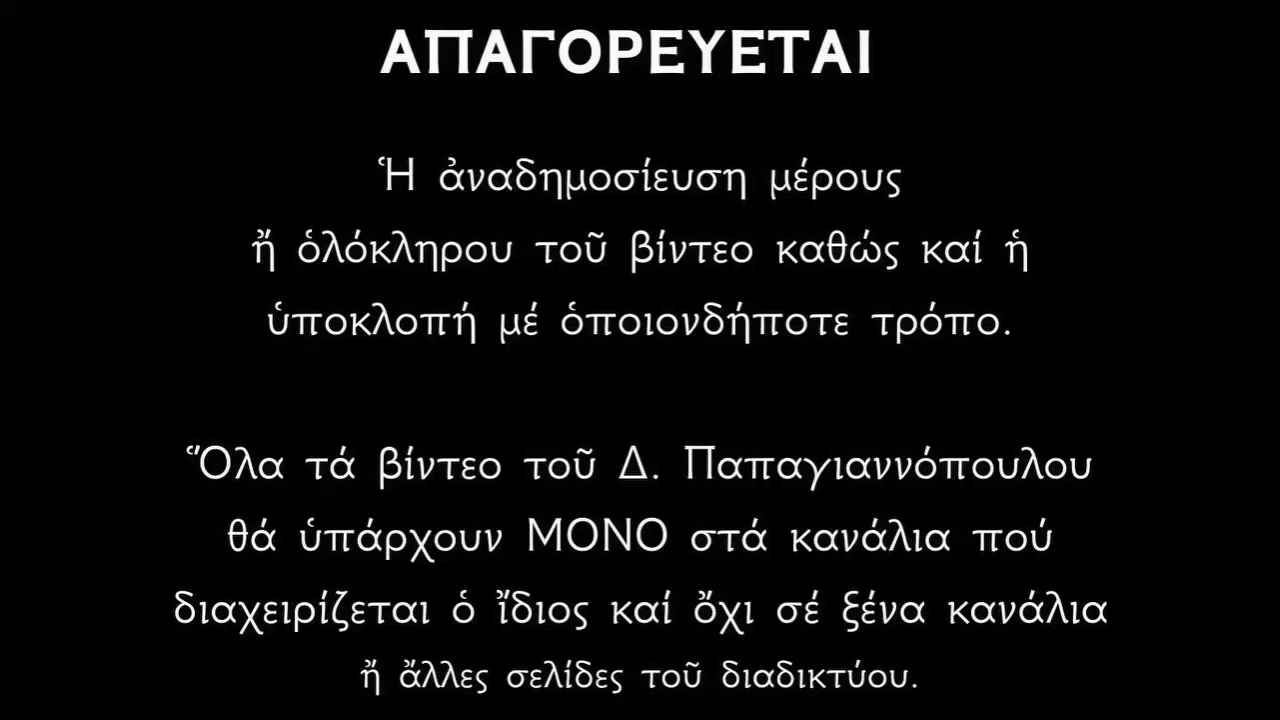 ΑΠΑΓΟΡΕΥΕΤΑΙ
Ἡ ἀναδημοσίευση μέρους
ἤ ὁλόκληρου τοῦ βίντεο καθώς καί ἡ
ὑποκλοπή μέ ὁποιονδήποτε τρόπο.
Ὅλα τά βίντεο τοῦ Δ. Παπαγιαννόπουλου
θά ὑπάρχουν ΜΟΝΟ στά κανάλια πού
διαχειρίζεται ὁ ἴδιος καί ὄχι σέ ξένα κανάλια
ἤ ἄλλες σελίδες τοῦ διαδικτύου.